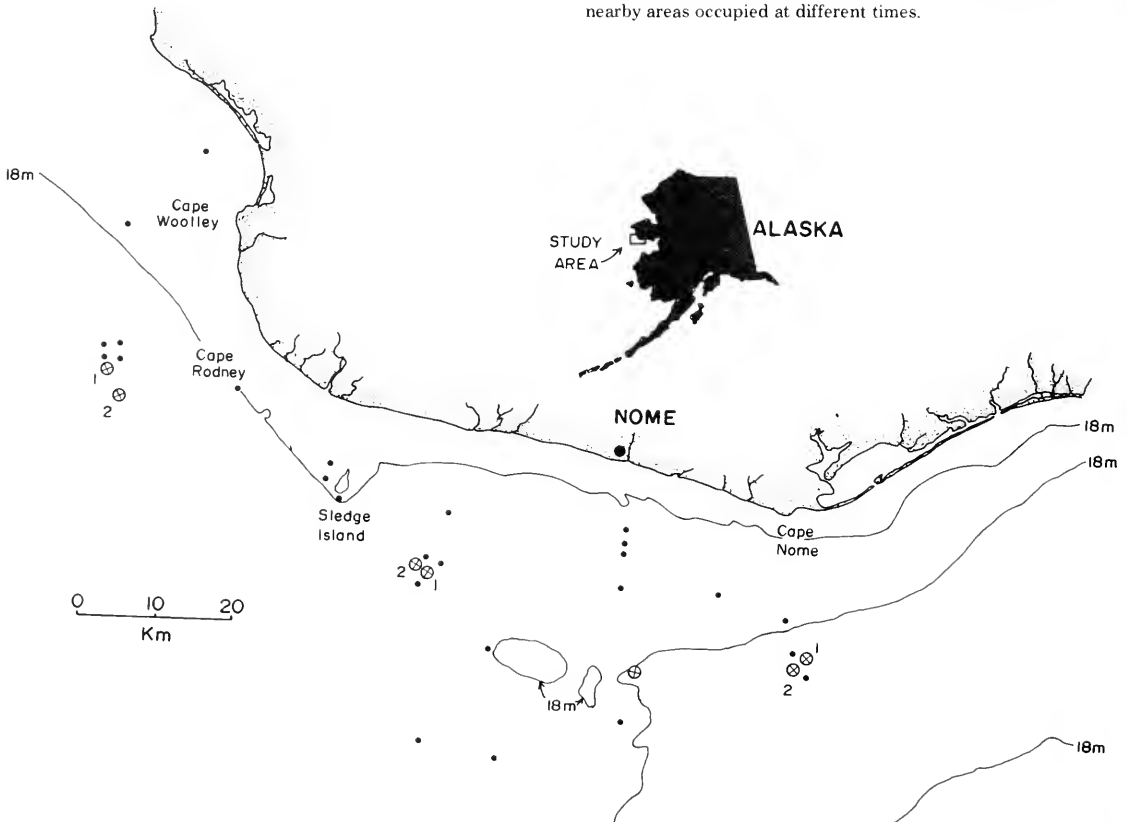 nearby areas occupied at different times.
18m
Cape
Woolley
STUDY
AREA
ALASKA
1
2
Cape
Rodney
NOME
18m
18m
Sledge
Island
Cape
Nome
2
1
0 10 20
Km
1
2
18m
18m